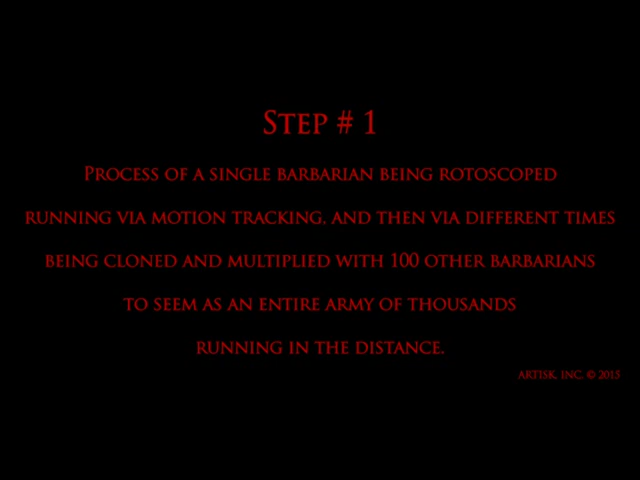 Step # 1
Process of a single barbarian being rotoscoped
running via motion tracking, and then via different times
being cloned and multiplied with 100 other barbarians
to seem as an entire army of thousands
running in the distance.
Artisk, Inc. © 2015